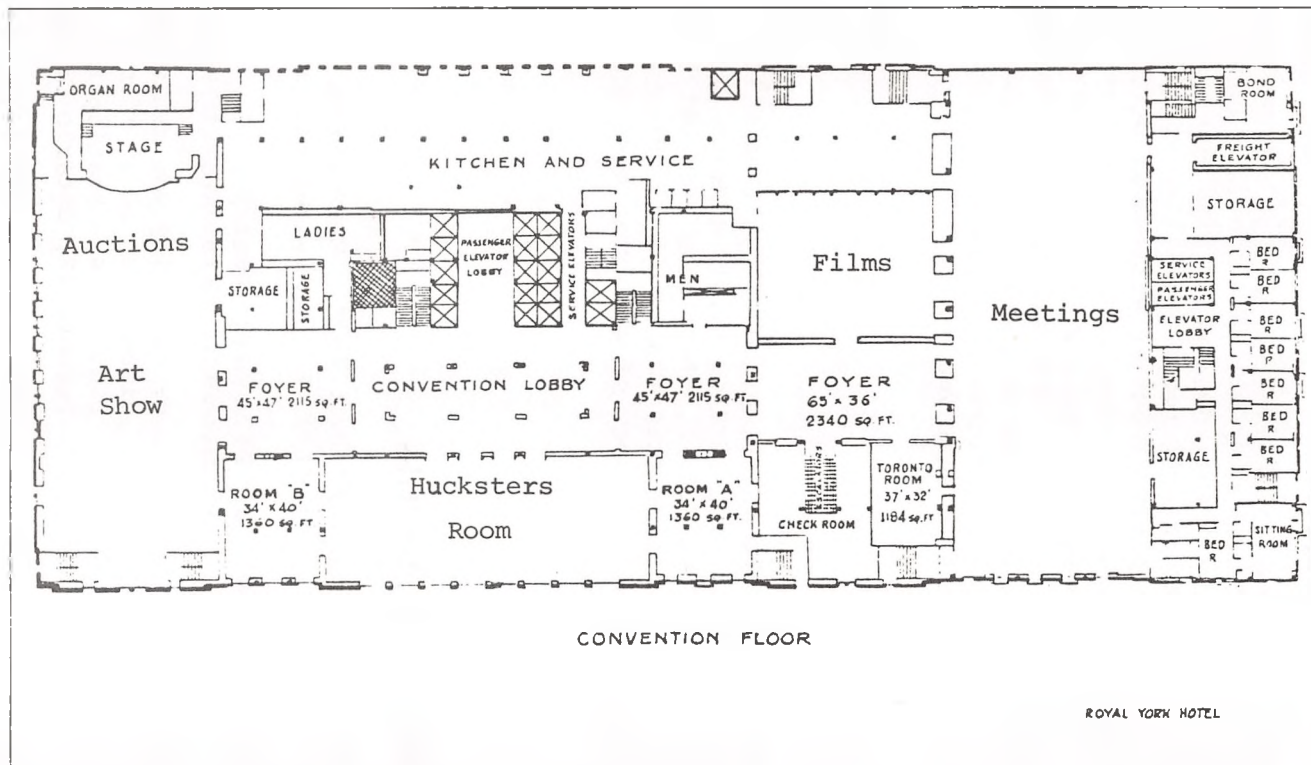 ORGAN ROOM
STAGE
KITCHEN AND SERVICE
BOND
ROOM
FREIGHT
ELEVATOR
STORAGE
Auctions
LADIES
PASSENGER
ELEVATOR
LOBBY
SERVICE ELEVATORS
MEN
Films
Meetings
STORAGE
STORAGE
SERVICE
ELEVATORS
PASSENGER
ELEVATORS
ELEVATOR
LOBBY
BED
R
BED
R
BED
R
BED
R
BED
R
BED
R
BED
R
Art
Show
FOYER
45'x47' 2115 SQ.FT.
CONVENTION LOBBY
FOYER
45'x47' 2115 SQ.FT.
FOYER
65' x 36'
2340 SQ.FT.
STORAGE
ROOM "B"
34' x 40'
1360 SQ.FT
Hucksters
Room
ROOM "A"
34' x 40'
1360 SQ.FT.
ESCALATORS
CHECK ROOM
TORONTO
ROOM
37' x 32'
1184 SQ.FT
BED
R
SITTING
ROOM
CONVENTION FLOOR
ROYAL YORK HOTEL